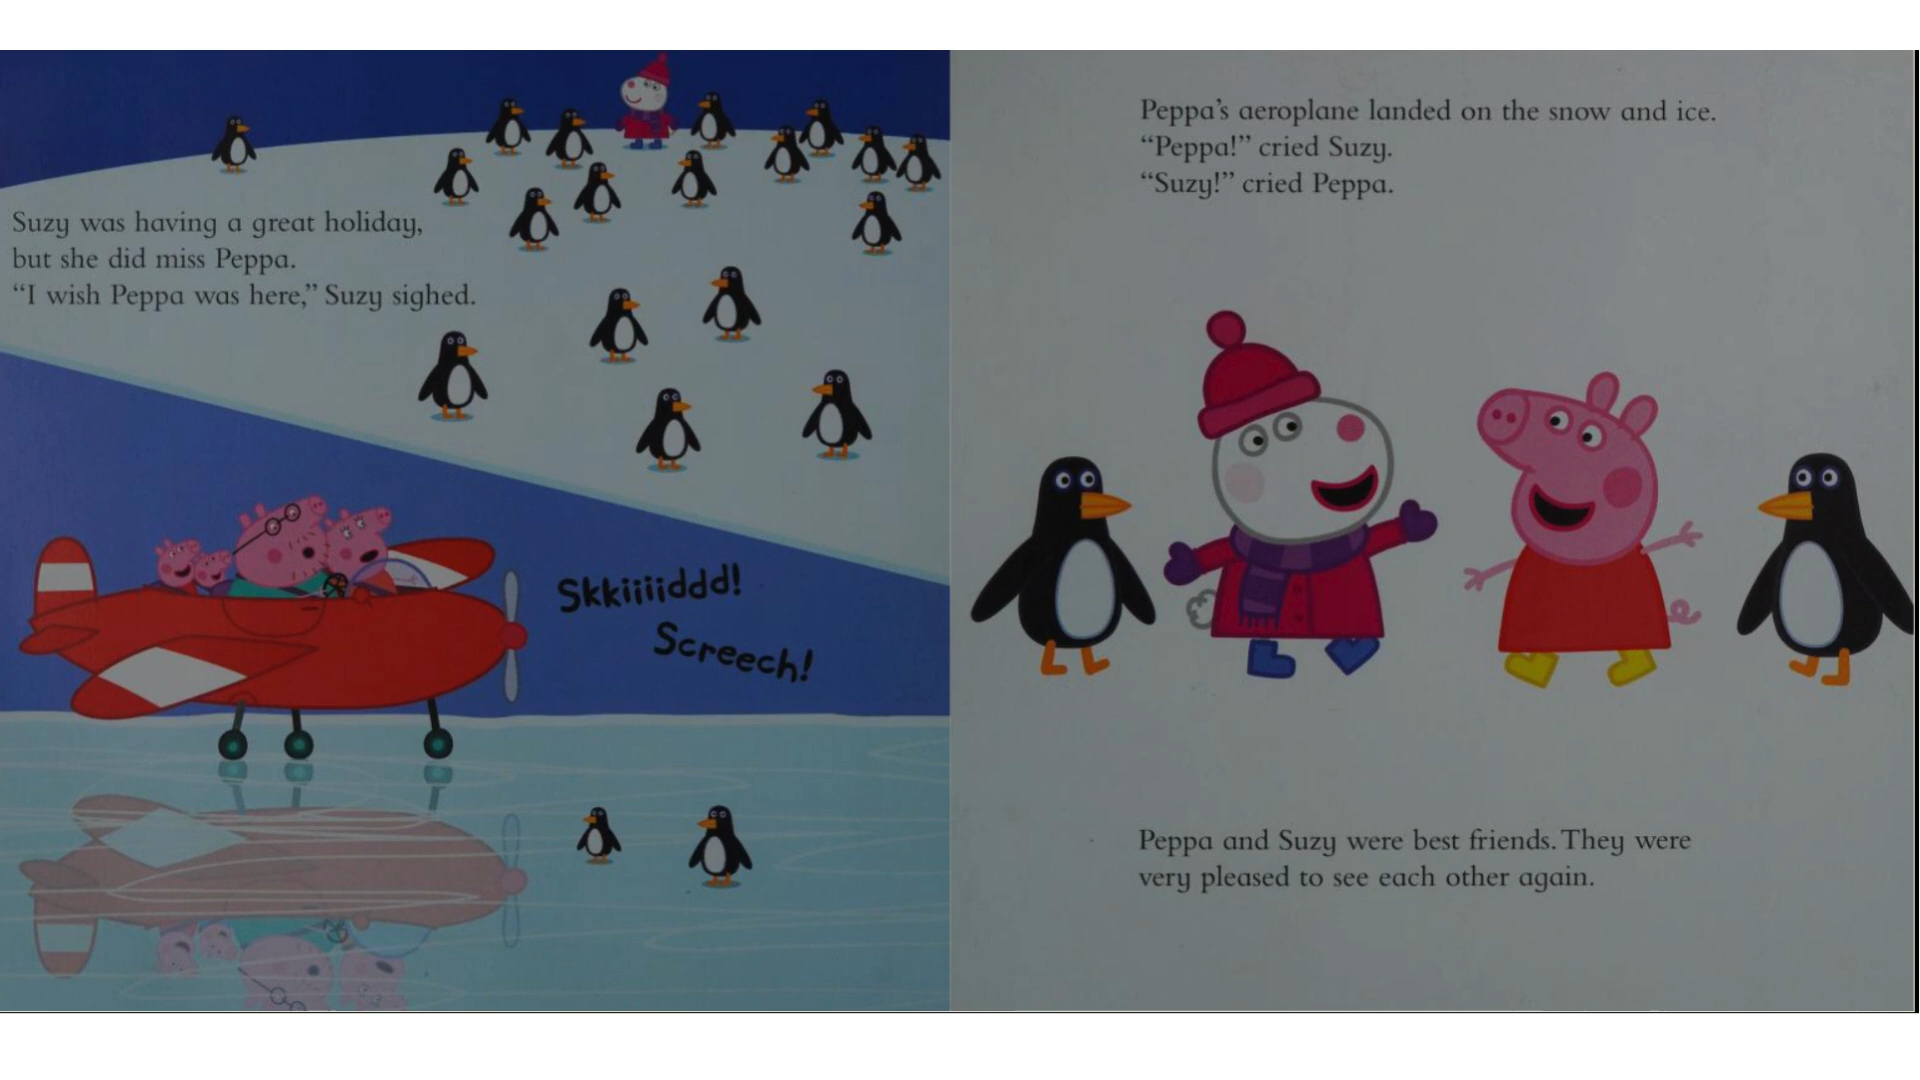 Suzy was having a great holiday,
but she did miss Peppa.
“I wish Peppa was here,” Suzy sighed.
Skkiiiiddd!
Screech!
Peppa’s aeroplane landed on the snow and ice.
“Peppa!” cried Suzy.
“Suzy!” cried Peppa.
Peppa and Suzy were best friends. They were
very pleased to see each other again.